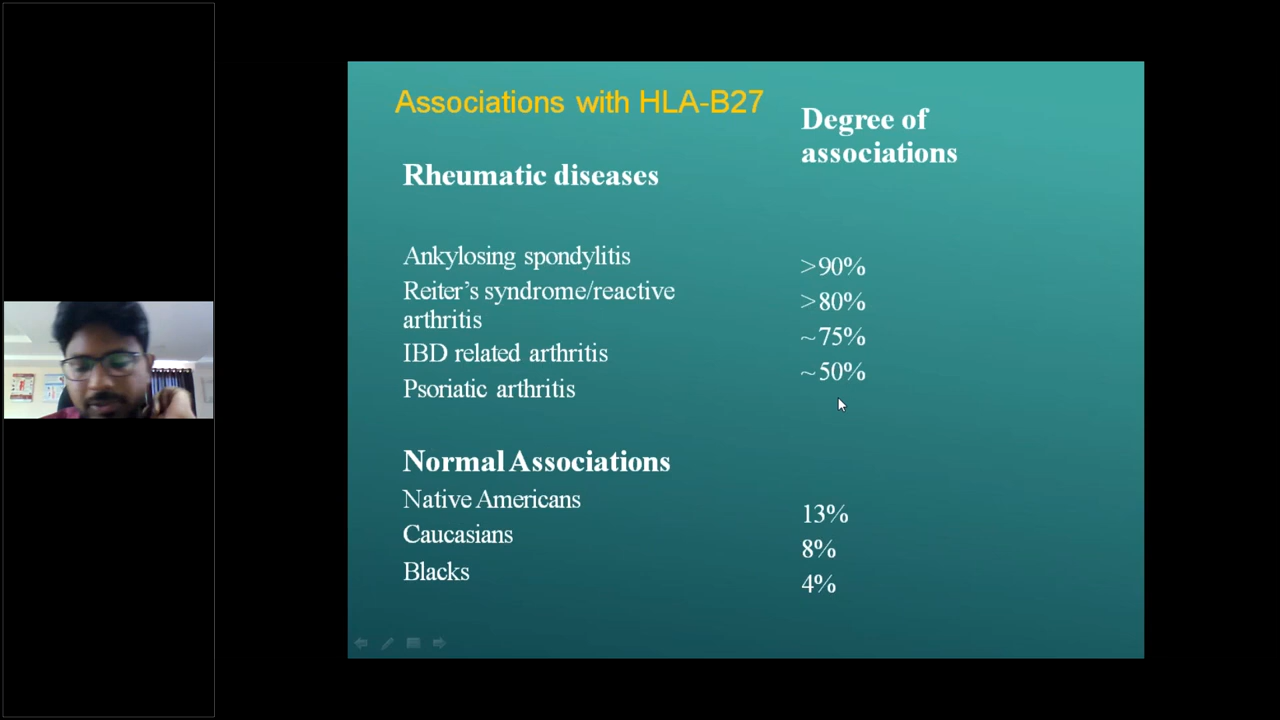 Associations with HLA-B27
Degree of
associations
Rheumatic diseases
Ankylosing spondylitis
>90%
Reiter's syndrome/reactive
arthritis
>80%
IBD related arthritis
~75%
Psoriatic arthritis
~50%
Normal Associations
Native Americans
13%
Caucasians
8%
Blacks
4%